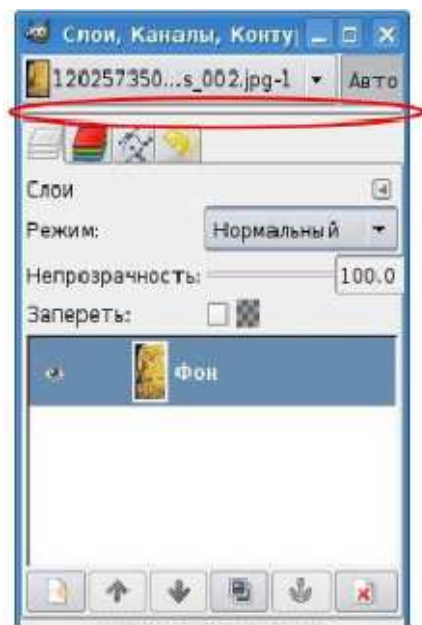 Слои, Каналы, Конту
120257350...s_002.jpg-1 Авто
Слои
Режим: Нормальный
Непрозрачность: 100.0
Запереть:
Фон